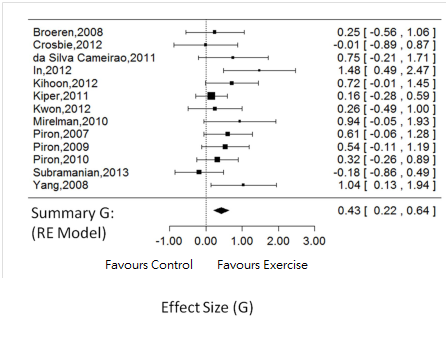 Broeren,2008 0.25 [ -0.56 , 1.06 ]
Crosbie,2012 -0.01 [ -0.89 , 0.87 ]
da Silva Cameirao,2011 0.75 [ -0.21 , 1.71 ]
In,2012 1.48 [ 0.49 , 2.47 ]
Kihoon,2012 0.72 [ -0.01 , 1.45 ]
Kiper,2011 0.16 [ -0.28 , 0.59 ]
Kwon,2012 0.26 [ -0.49 , 1.00 ]
Mirelman,2010 0.94 [ -0.05 , 1.93 ]
Piron,2007 0.61 [ -0.06 , 1.28 ]
Piron,2009 0.54 [ -0.11 , 1.19 ]
Piron,2010 0.32 [ -0.26 , 0.89 ]
Subramanian,2013 -0.18 [ -0.86 , 0.49 ]
Yang,2008 1.04 [ 0.13 , 1.94 ]
Summary G: 0.43 [ 0.22 , 0.64 ]
(RE Model)
-1.00 0.00 1.00 2.00 3.00
Favours Control Favours Exercise
Effect Size (G)